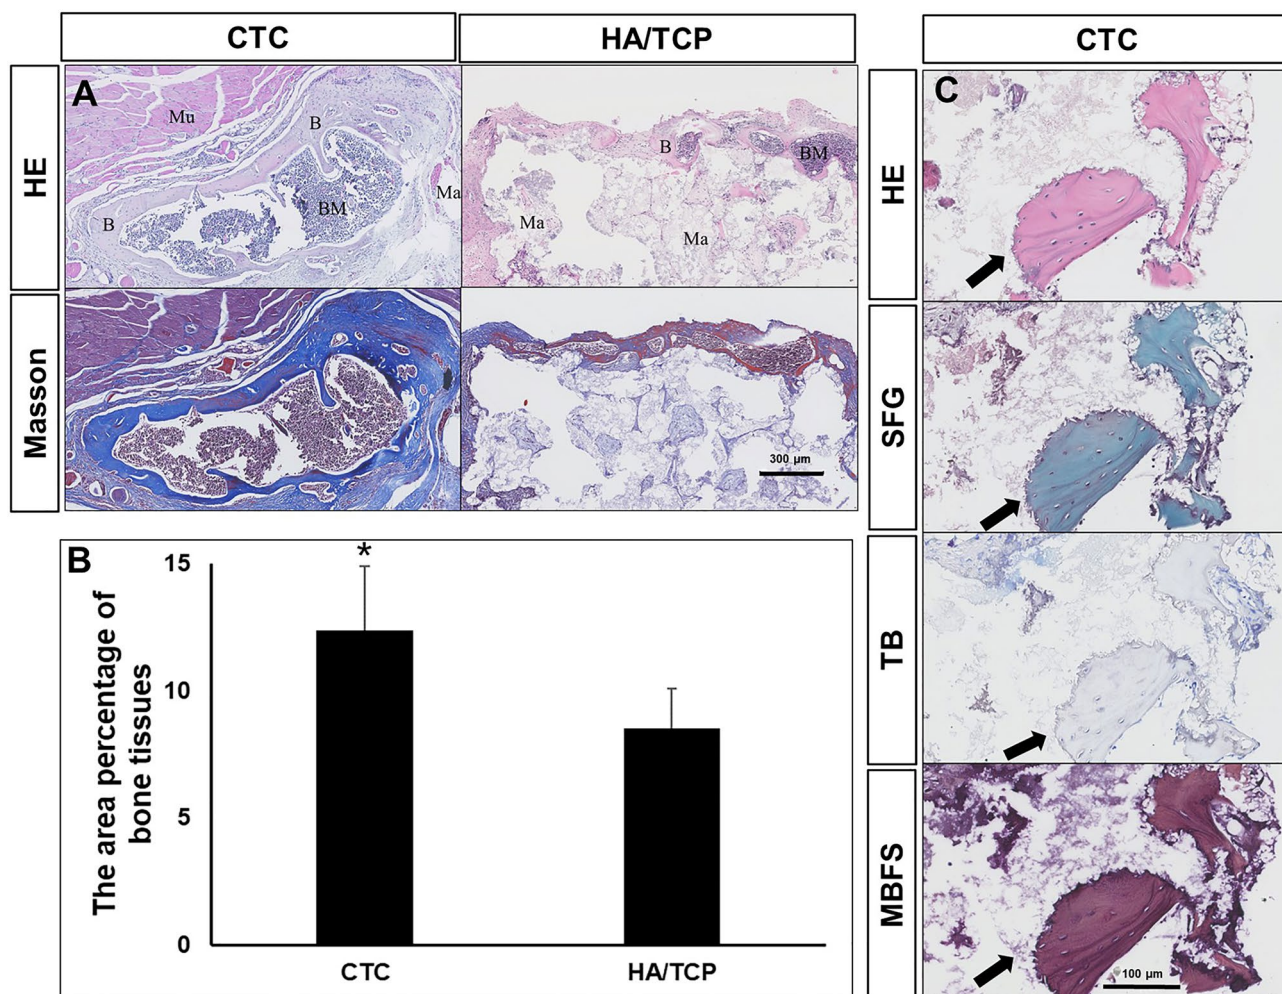 CTC
HA/TCP
HE
A
Mu
B
B
BM
Ma
B
BM
Ma
Ma
Masson
300 µm
B
*
The area percentage of
bone tissues
15
10
5
0
CTC
HA/TCP
CTC
HE
C
SFG
TB
MBFS
100 µm